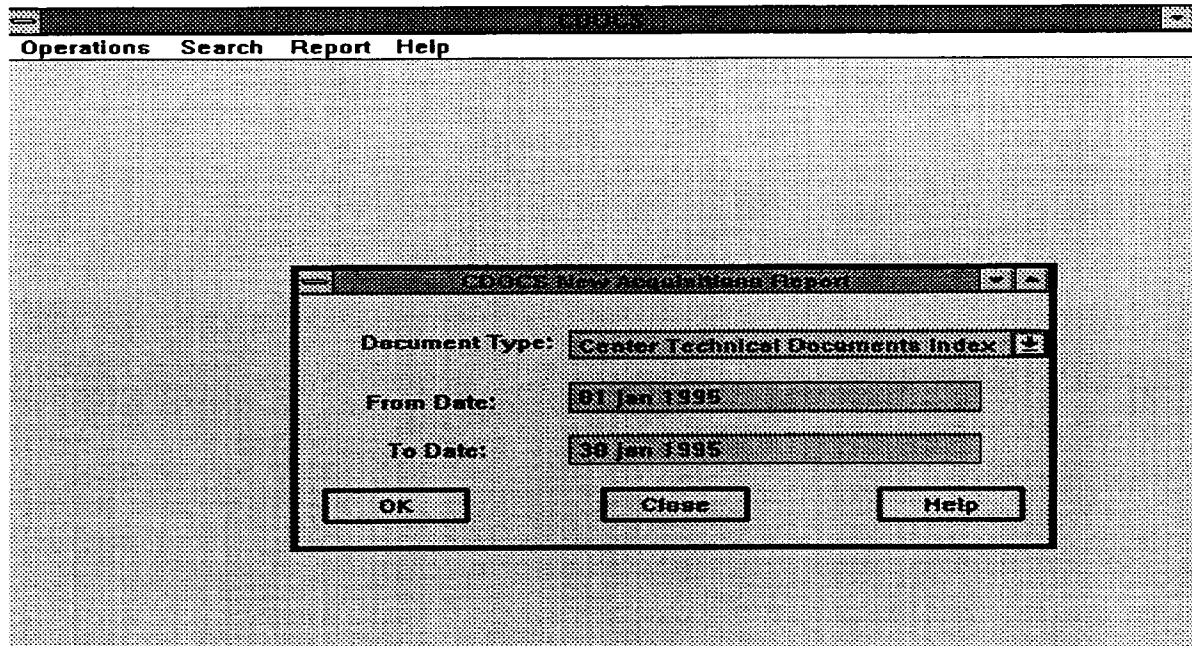 CDOCS
Operations Search Report Help
CDOCS New Acquisitions Report
Document Type: Center Technical Documents Index
From Date: 01 jan 1995
To Date: 30 jan 1995
OK Close Help